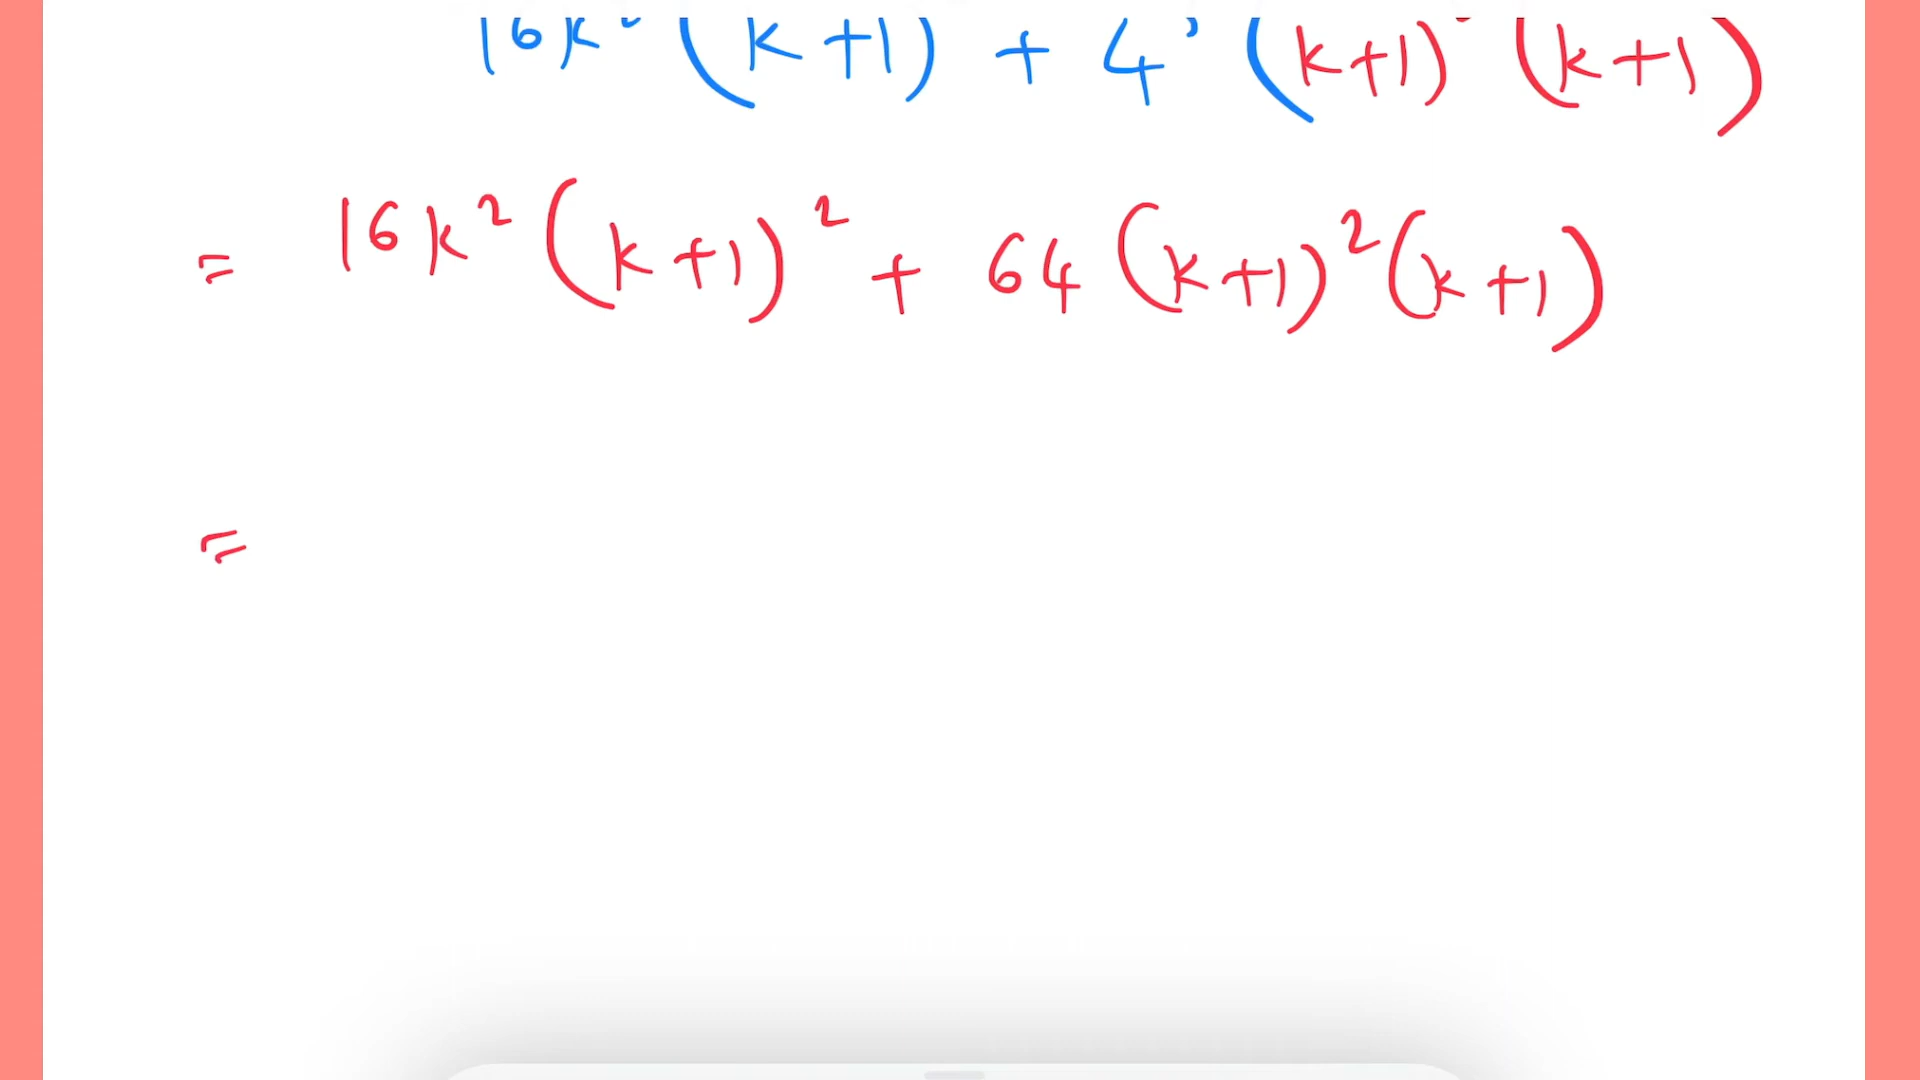 16k² (k+1) + 4³ (k+1)² (k+1)
= 16k² (k+1)² + 64 (k+1)² (k+1)
=